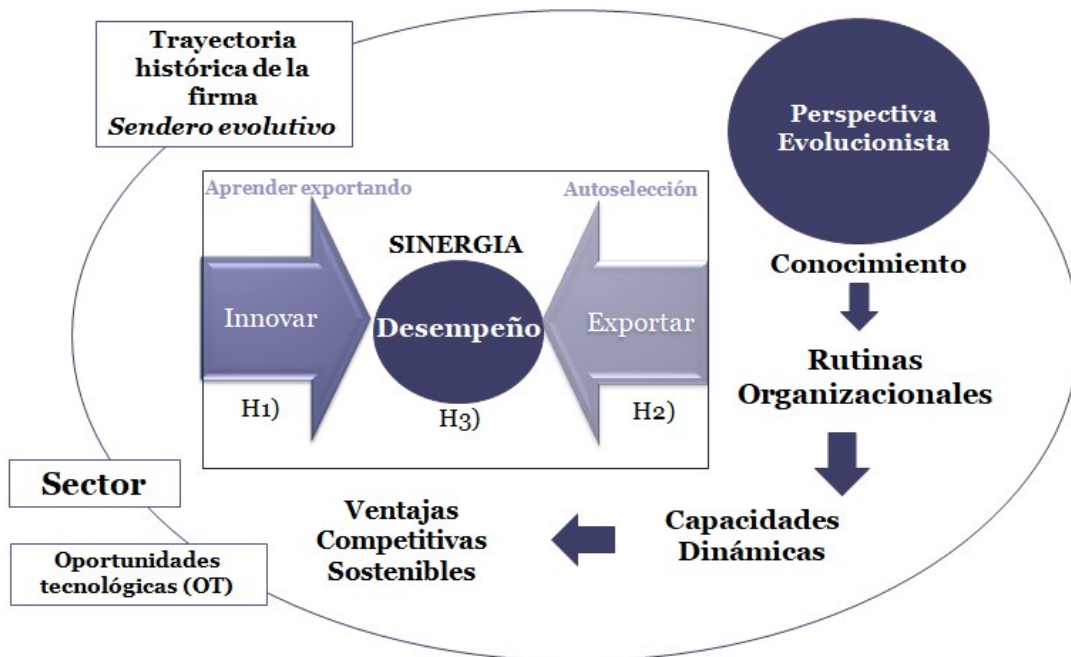 Trayectoria
histórica de la
firma
Sendero evolutivo
Perspectiva
Evolucionista
Aprender exportando
Autoselección
SINERGIA
Innovar
Desempeño
Exportar
H1)
H3)
H2)
Conocimiento
Rutinas
Organizacionales
Capacidades
Dinámicas
Ventajas
Competitivas
Sostenibles
Sector
Oportunidades
tecnológicas (OT)